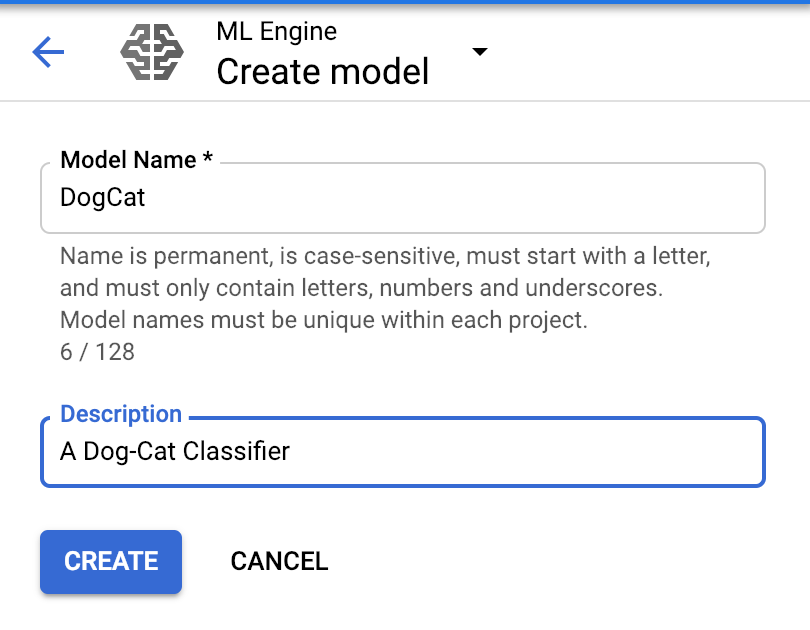 ML Engine
Create model
Model Name *
DogCat
Name is permanent, is case-sensitive, must start with a letter,
and must only contain letters, numbers and underscores.
Model names must be unique within each project.
6 / 128
Description
A Dog-Cat Classifier
CREATE CANCEL